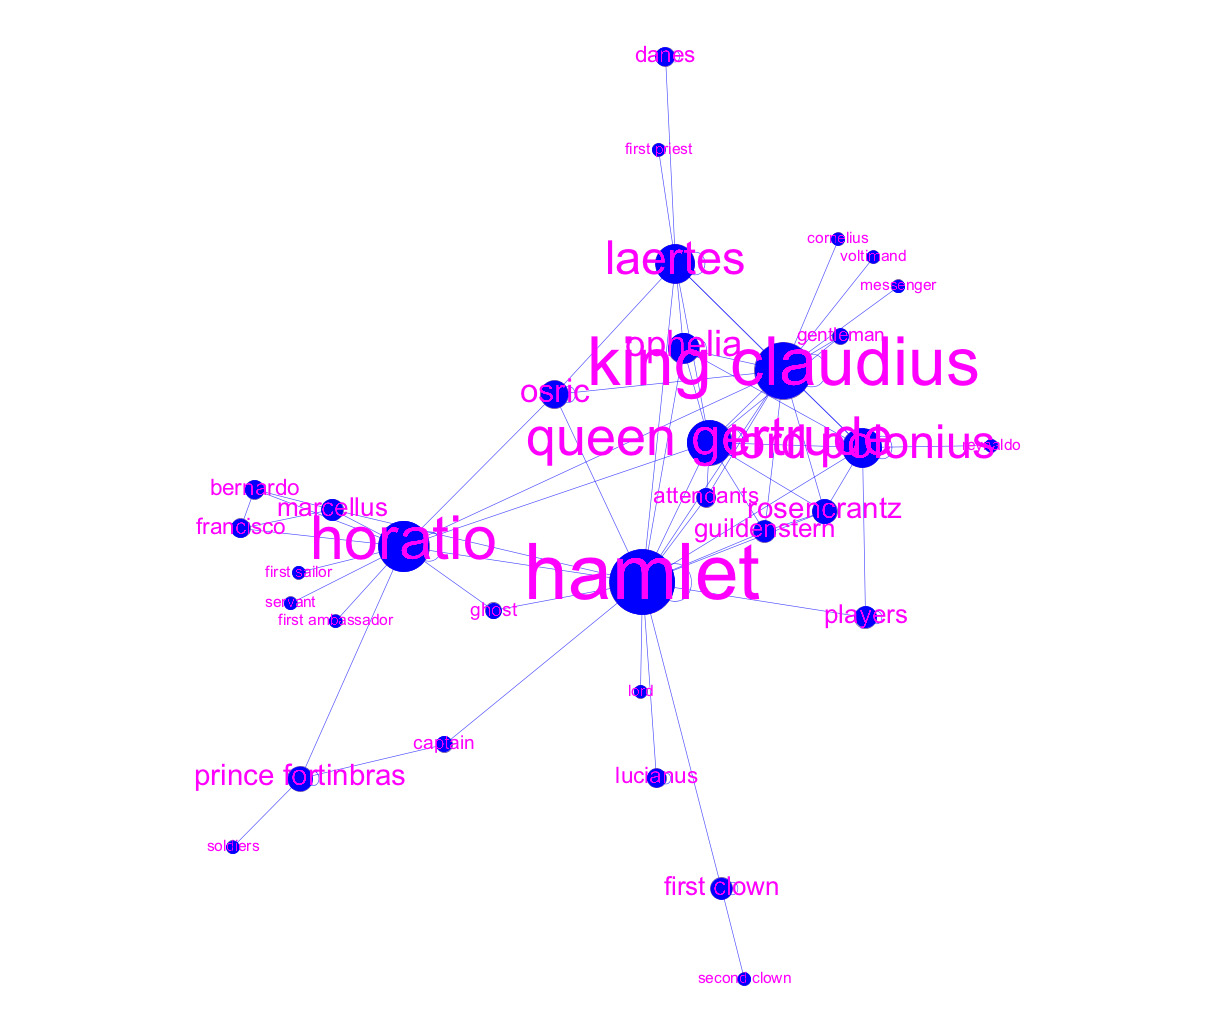 danes
first priest
laertes
cornelius
voltimand
messenger
gentleman
ophelia
king claudius
osric
queen gertrude
lord polonius
reynaldo
bernardo
attendants
marcellus
rosencrantz
francisco
guildenstern
horatio
first sailor
hamlet
servant
ghost
first ambassador
players
lord
captain
prince fortinbras
lucianus
soldiers
first clown
second clown